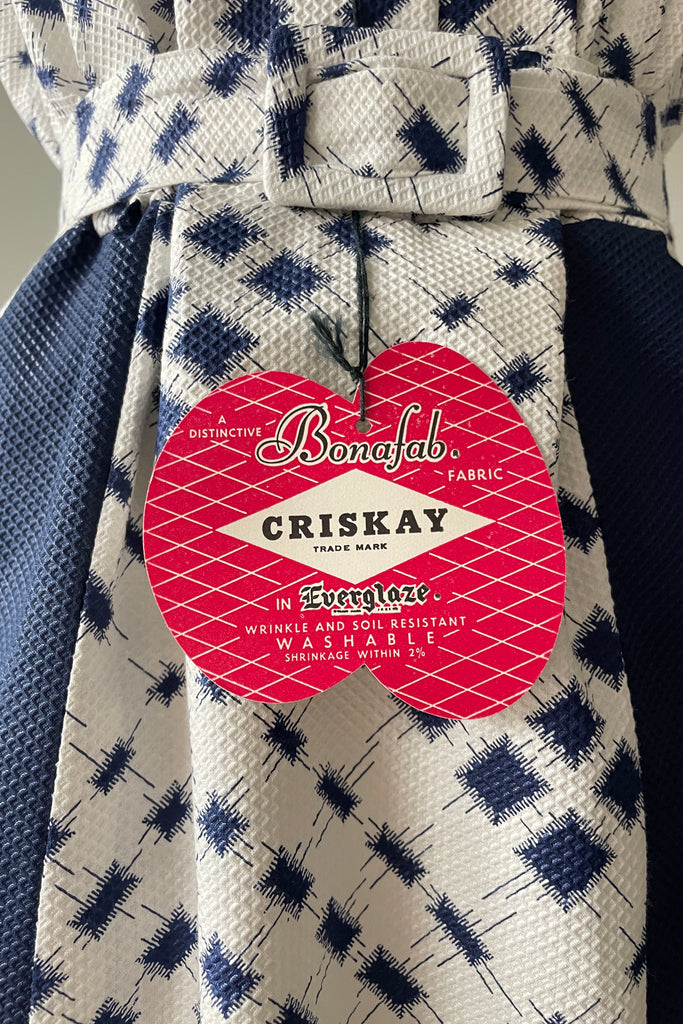 A
DISTINCTIVE
Bonafab.
FABRIC
CRISKAY
TRADE MARK
IN Everglaze.
WRINKLE AND SOIL RESISTANT
WASHABLE
SHRINKAGE WITHIN 2%